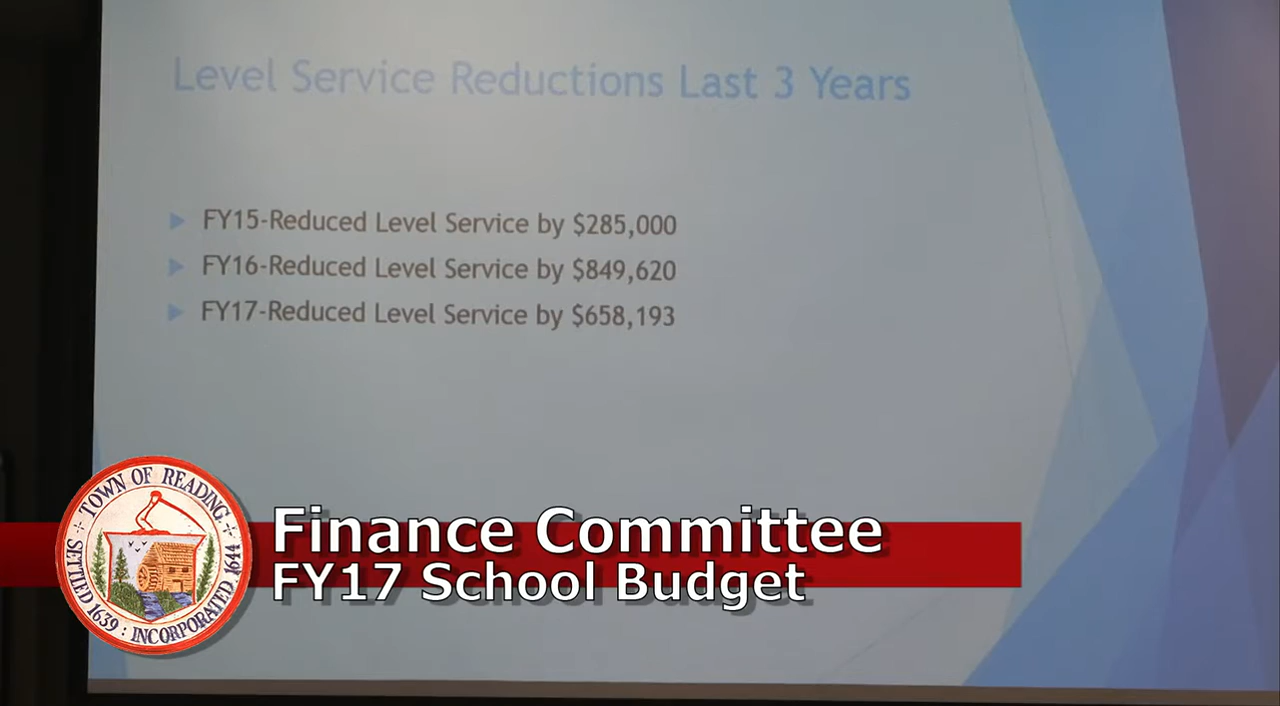 Level Service Reductions Last 3 Years
FY15-Reduced Level Service by $285,000
FY16-Reduced Level Service by $849,620
FY17-Reduced Level Service by $658,193
TOWN OF READING
SETTLED 1639 : INCORPORATED 1644
Finance Committee
FY17 School Budget